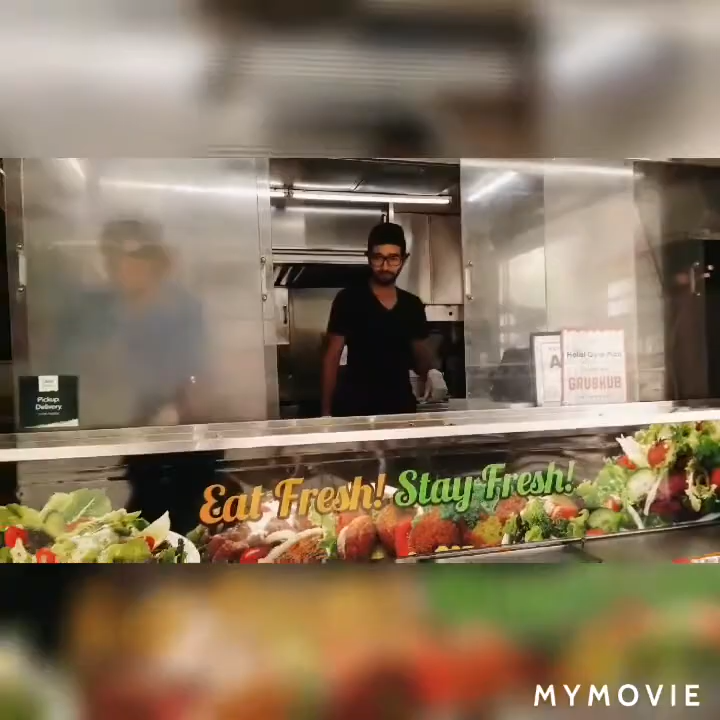 Pickup.
Delivery.
A
Halal Gyro Plus
GRUBHUB
Eat Fresh! Stay Fresh!
MYMOVIE